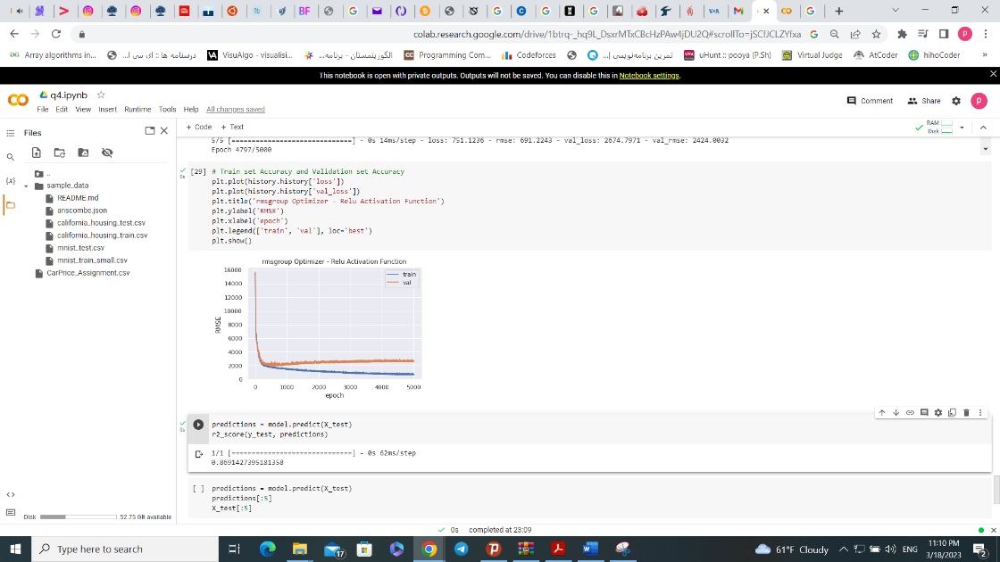 colab.research.google.com/drive/1btrq-_hq9L_DsxrMTxCBcHzPAw4jDU2Q#scrollTo=jSCfJCLZYfxa
Array algorithms in...
درسنامه ها :: آی سی ا...
VisuAlgo - visualisi...
الگوریتمستان - برنامه...
Programming Com...
Codeforces
تمرین برنامه‌نویسی |...
uHunt :: pooya (P.Sh)
Virtual Judge
AtCoder
hihoCoder
»
This notebook is open with private outputs. Outputs will not be saved. You can disable this in Notebook settings.
q4.ipynb
File Edit View Insert Runtime Tools Help All changes saved
Comment
Share
P
Files
+ Code + Text
RAM
Disk
..
sample_data
README.md
anscombe.json
california_housing_test.csv
california_housing_train.csv
mnist_test.csv
mnist_train_small.csv
CarPrice_Assignment.csv
{x}
<>
Disk 52.75 GB available
5/5 [==============================] - 0s 14ms/step - loss: 751.1236 - rmse: 691.2243 - val_loss: 2674.7971 - val_rmse: 2424.0032
Epoch 4797/5000
0s
[29] # Train set Accuracy and Validation set Accuracy
plt.plot(history.history['loss'])
plt.plot(history.history['val_loss'])
plt.title('rmsgroup Optimizer - Relu Activation Function')
plt.ylabel('RMSE')
plt.xlabel('epoch')
plt.legend(['train', 'val'], loc='best')
plt.show()
rmsgroup Optimizer - Relu Activation Function
train
val
16000
14000
12000
10000
8000
6000
4000
2000
0
RMSE
0 1000 2000 3000 4000 5000
epoch
0s
predictions = model.predict(X_test)
r2_score(y_test, predictions)
1/1 [==============================] - 0s 62ms/step
0.8691427395181358
[ ] predictions = model.predict(X_test)
predictions[:5]
X_test[:5]
0s completed at 23:09
Type here to search
17
61°F Cloudy
ENG
11:10 PM
3/18/2023
2